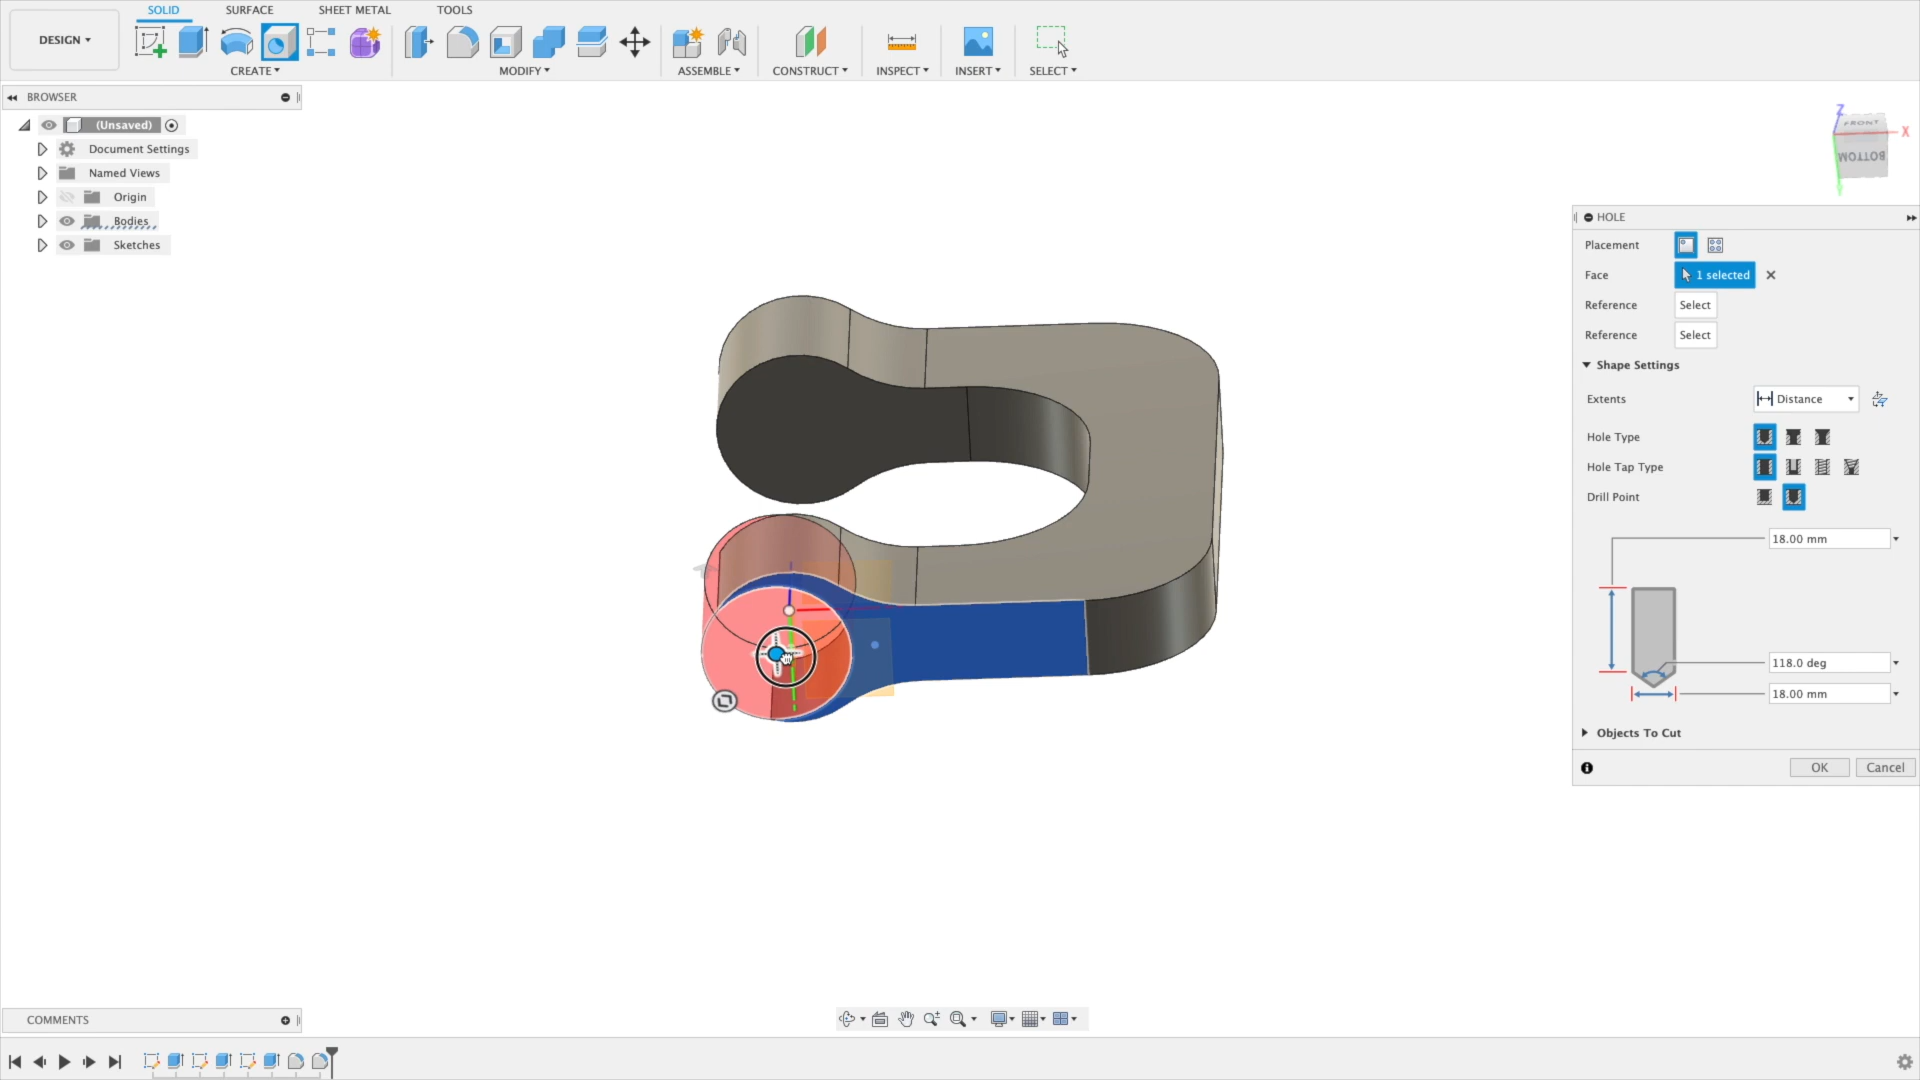 SOLID SURFACE SHEET METAL TOOLS
DESIGN
CREATE MODIFY ASSEMBLE CONSTRUCT INSPECT INSERT SELECT
BROWSER
(Unsaved)
Document Settings
Named Views
Origin
Bodies
Sketches
Z
FRONT
X
BOTTOM
HOLE
Placement
Face 1 selected
Reference Select
Reference Select
Shape Settings
Extents Distance
Hole Type
Hole Tap Type
Drill Point
18.00 mm
118.0 deg
18.00 mm
Objects To Cut
OK Cancel
COMMENTS